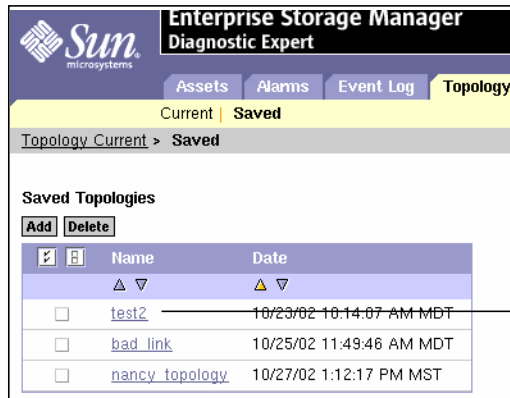 Enterprise Storage Manager
Sun
microsystems
Diagnostic Expert
Assets Alarms Event Log Topology
Current | Saved
Topology Current > Saved
Saved Topologies
Add Delete
Name Date
test2 10/23/02 10:14:07 AM MDT
bad_link 10/25/02 11:49:46 AM MDT
nancy_topology 10/27/02 1:12:17 PM MST